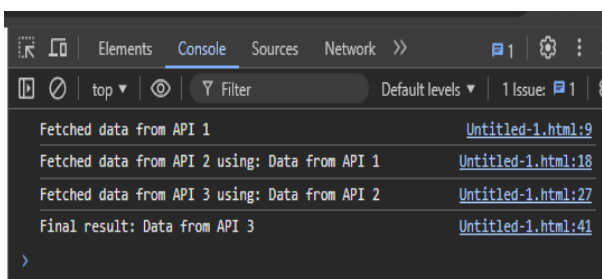 Elements Console Sources Network 1
top Filter Default levels 1 Issue: 1
Fetched data from API 1 Untitled-1.html:9
Fetched data from API 2 using: Data from API 1 Untitled-1.html:18
Fetched data from API 3 using: Data from API 2 Untitled-1.html:27
Final result: Data from API 3 Untitled-1.html:41